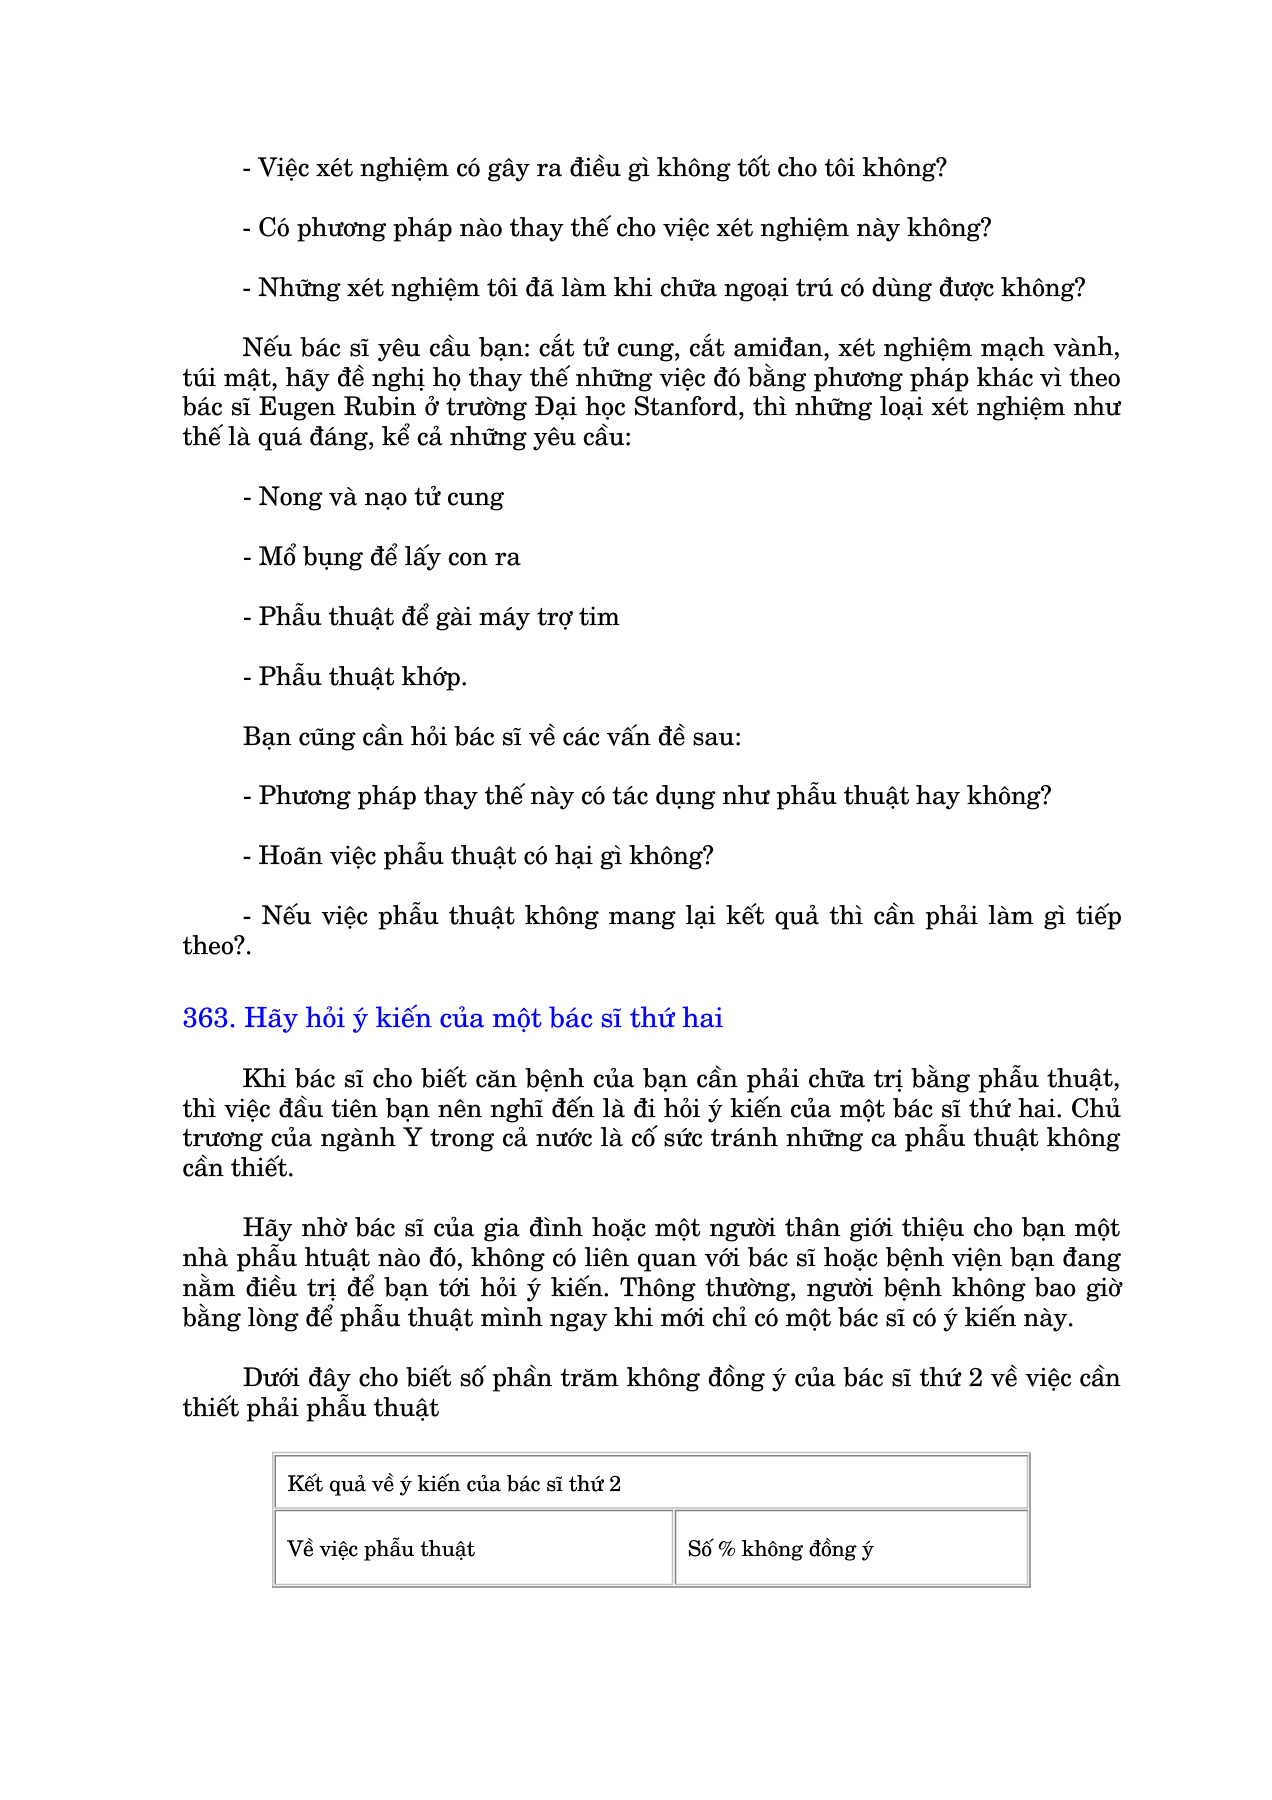 - Việc xét nghiệm có gây ra điều gì không tốt cho tôi không?
- Có phương pháp nào thay thế cho việc xét nghiệm này không?
- Những xét nghiệm tôi đã làm khi chữa ngoại trú có dùng được không?
Nếu bác sĩ yêu cầu bạn: cắt tử cung, cắt amiđan, xét nghiệm mạch vành,
túi mật, hãy đề nghị họ thay thế những việc đó bằng phương pháp khác vì theo
bác sĩ Eugen Rubin ở trường Đại học Stanford, thì những loại xét nghiệm như
thế là quá đáng, kể cả những yêu cầu:
- Nong và nạo tử cung
- Mổ bụng để lấy con ra
- Phẫu thuật để gài máy trợ tim
- Phẫu thuật khớp.
Bạn cũng cần hỏi bác sĩ về các vấn đề sau:
- Phương pháp thay thế này có tác dụng như phẫu thuật hay không?
- Hoãn việc phẫu thuật có hại gì không?
- Nếu việc phẫu thuật không mang lại kết quả thì cần phải làm gì tiếp
theo?.
363. Hãy hỏi ý kiến của một bác sĩ thứ hai
Khi bác sĩ cho biết căn bệnh của bạn cần phải chữa trị bằng phẫu thuật,
thì việc đầu tiên bạn nên nghĩ đến là đi hỏi ý kiến của một bác sĩ thứ hai. Chủ
trương của ngành Y trong cả nước là cố sức tránh những ca phẫu thuật không
cần thiết.
Hãy nhờ bác sĩ của gia đình hoặc một người thân giới thiệu cho bạn một
nhà phẫu htuật nào đó, không có liên quan với bác sĩ hoặc bệnh viện bạn đang
nằm điều trị để bạn tới hỏi ý kiến. Thông thường, người bệnh không bao giờ
bằng lòng để phẫu thuật mình ngay khi mới chỉ có một bác sĩ có ý kiến này.
Dưới đây cho biết số phần trăm không đồng ý của bác sĩ thứ 2 về việc cần
thiết phải phẫu thuật
Kết quả về ý kiến của bác sĩ thứ 2
Về việc phẫu thuật
Số % không đồng ý